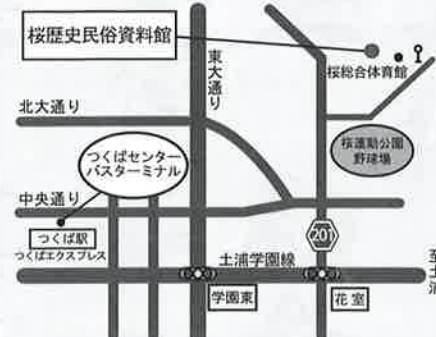 桜歴史民俗資料館
東大通り
桜総合体育館
北大通り
桜運動公園
野球場
つくばセンター
バスターミナル
中央通り
つくば駅
つくばエクスプレス
201
土浦学園線
至土浦
学園東
花室